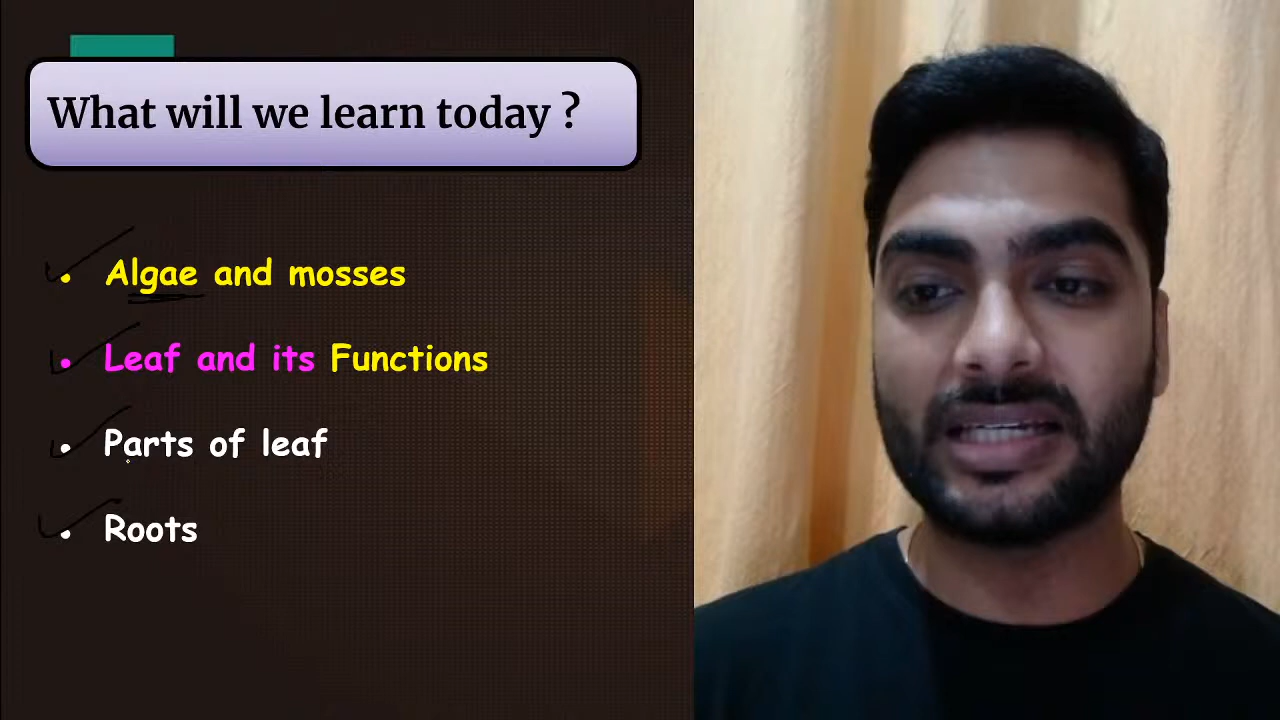 What will we learn today ?
Algae and mosses
Leaf and its Functions
Parts of leaf
Roots